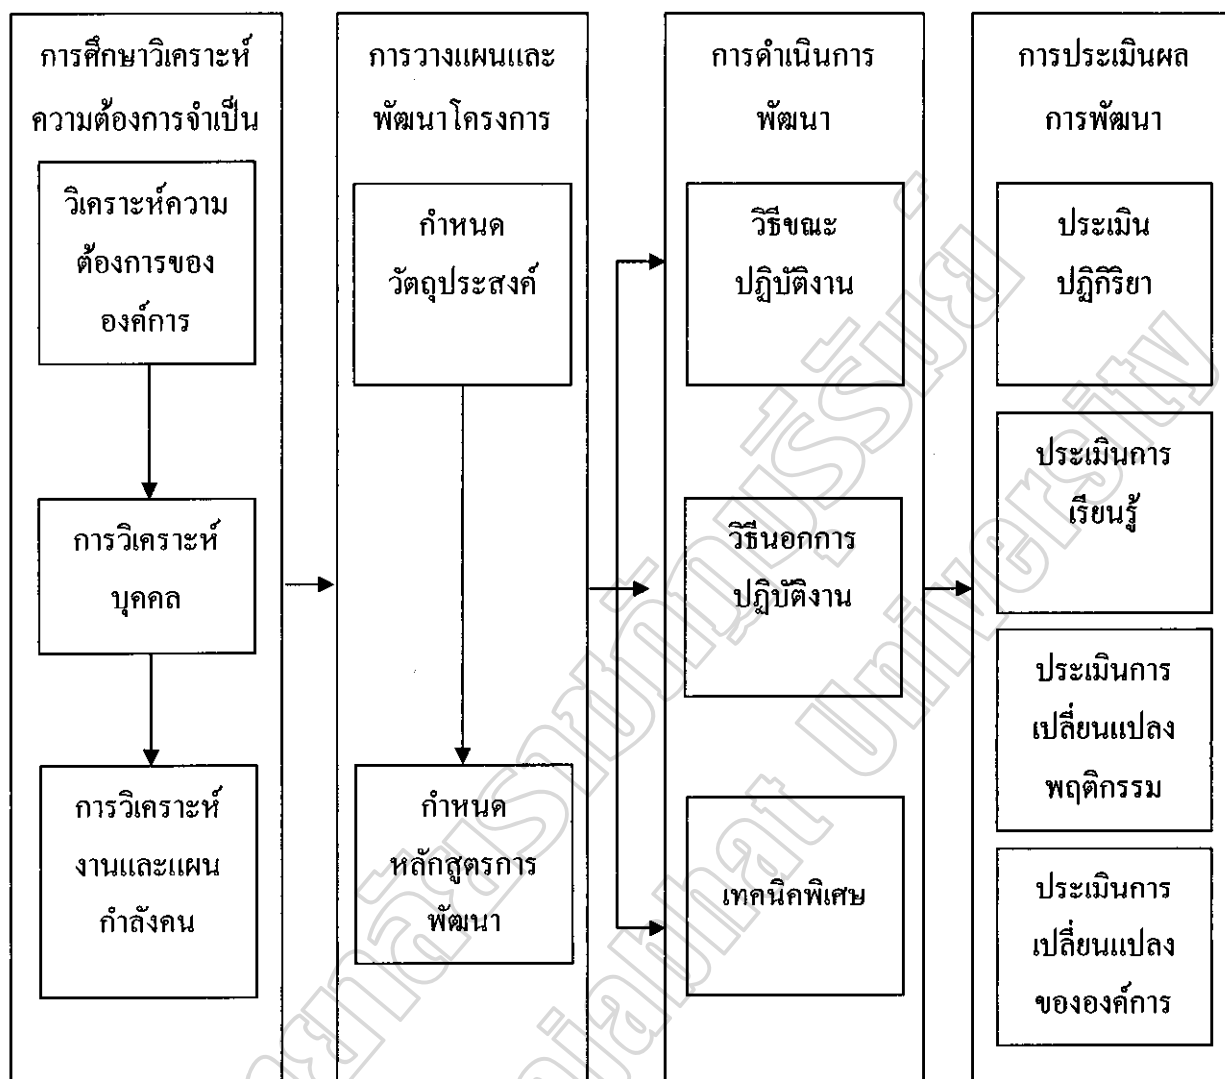 การศึกษาวิเคราะห์
ความต้องการจำเป็น
วิเคราะห์ความ
ต้องการของ
องค์การ
การวิเคราะห์
บุคคล
การวิเคราะห์
งานและแผน
กำลังคน
การวางแผนและ
พัฒนาโครงการ
กำหนด
วัตถุประสงค์
กำหนด
หลักสูตรการ
พัฒนา
การดำเนินการ
พัฒนา
วิธีขณะ
ปฏิบัติงาน
วิธีนอกการ
ปฏิบัติงาน
เทคนิคพิเศษ
การประเมินผล
การพัฒนา
ประเมิน
ปฏิกิริยา
ประเมินการ
เรียนรู้
ประเมินการ
เปลี่ยนแปลง
พฤติกรรม
ประเมินการ
เปลี่ยนแปลง
ขององค์การ
University